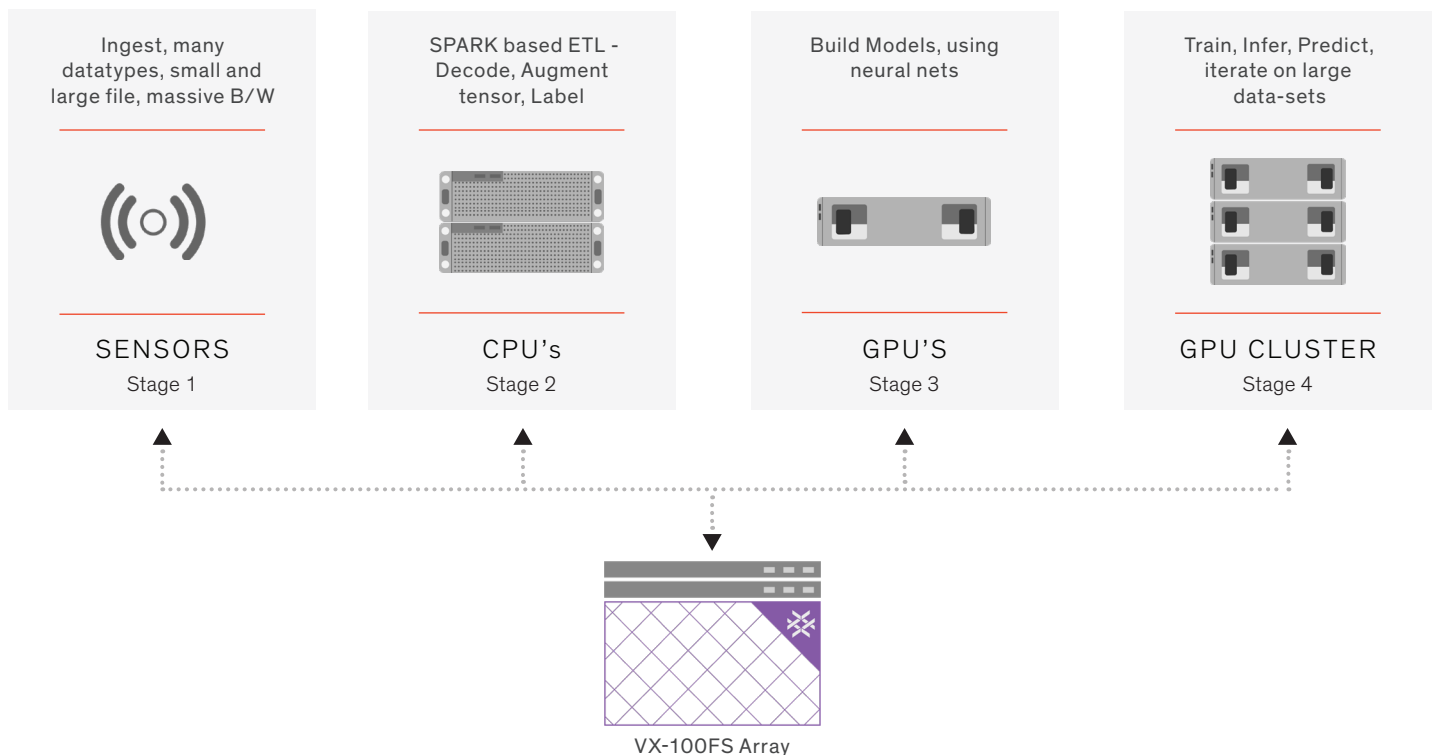 Ingest, many
datatypes, small and
large file, massive B/W
SENSORS
Stage 1
SPARK based ETL -
Decode, Augment
tensor, Label
CPU's
Stage 2
Build Models, using
neural nets
GPU'S
Stage 3
Train, Infer, Predict,
iterate on large
data-sets
GPU CLUSTER
Stage 4
VX-100FS Array